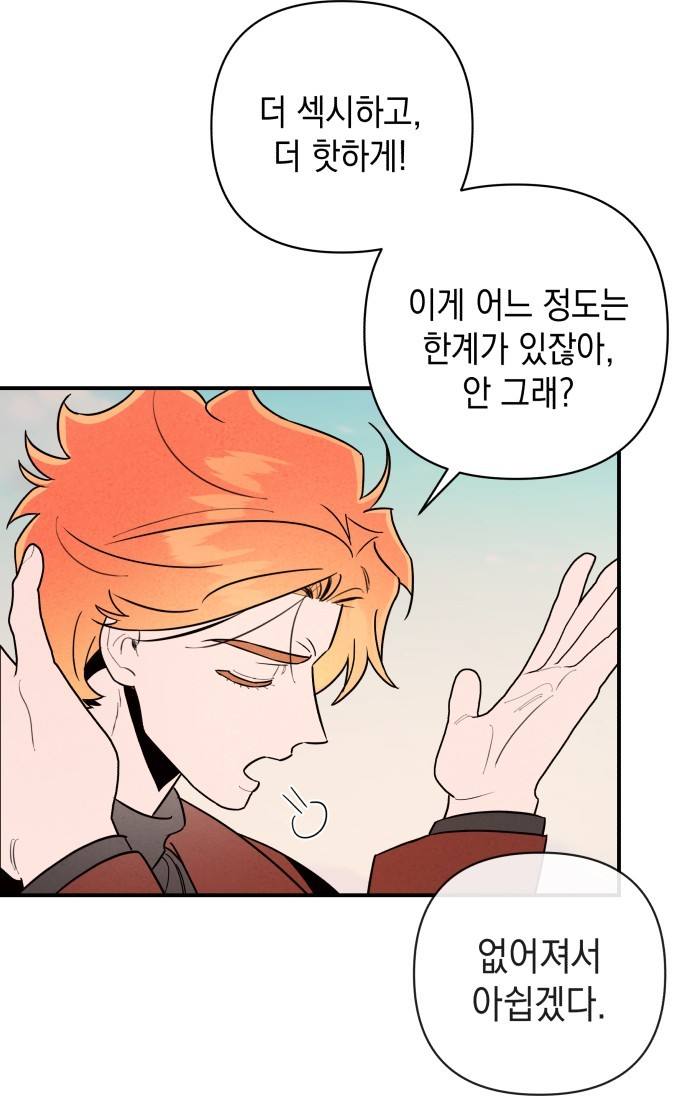 더 섹시하고,
더 핫하게!
이게 어느 정도는
한계가 있잖아,
안 그래?
없어져서
아쉽겠다.